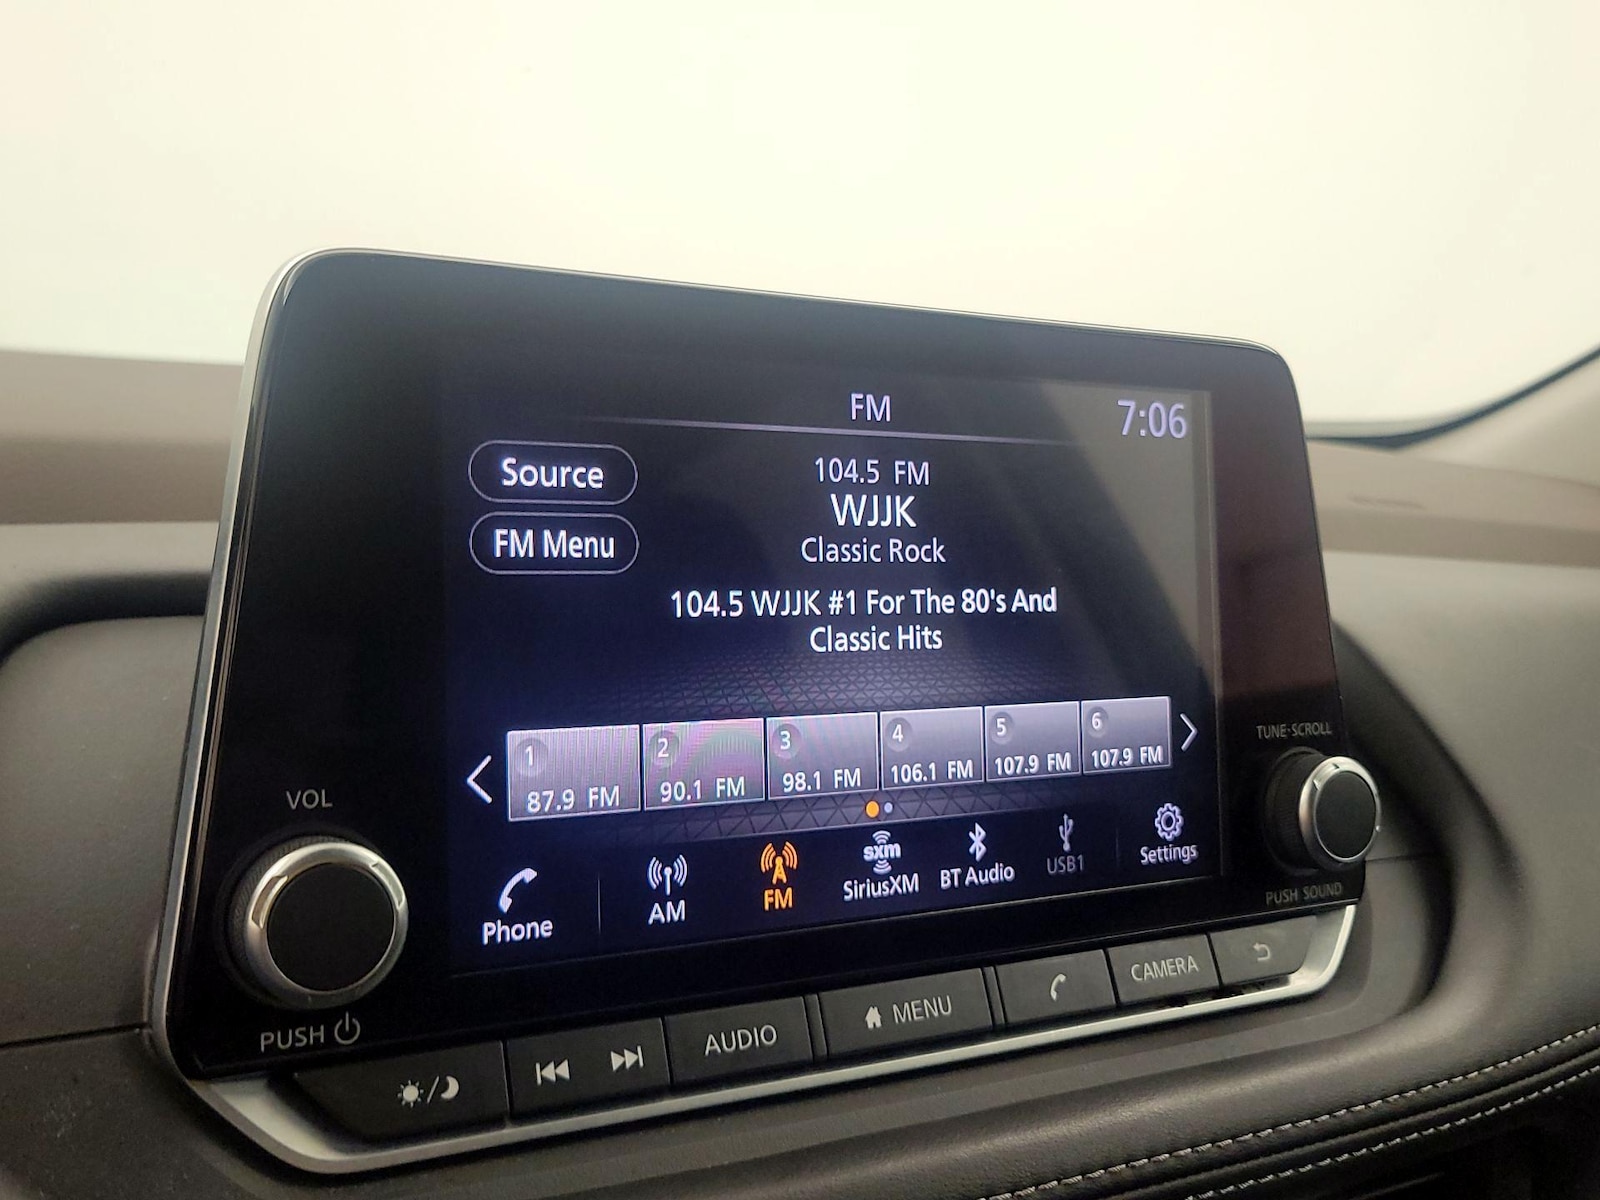 FM
7:06
Source
FM Menu
104.5 FM
WJJK
Classic Rock
104.5 WJJK #1 For The 80's And
Classic Hits
1
87.9 FM
2
90.1 FM
3
98.1 FM
4
106.1 FM
5
107.9 FM
6
107.9 FM
Phone
AM
FM
sxm
SiriusXM
BT Audio
USB1
Settings
VOL
PUSH
TUNE·SCROLL
PUSH SOUND
AUDIO
MENU
CAMERA